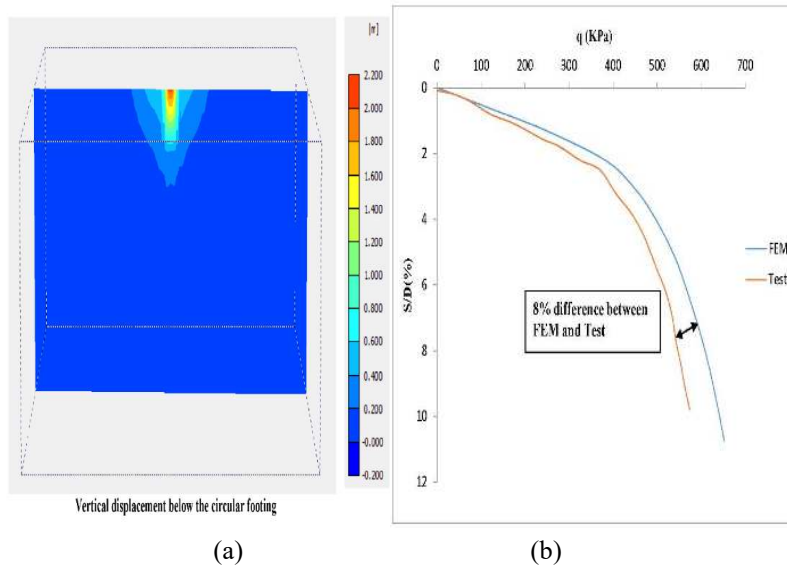 [m]
2.200
2.000
1.800
1.600
1.400
1.200
1.000
0.800
0.600
0.400
0.200
-0.000
-0.200
Vertical displacement below the circular footing
(a)
q (KPa)
0 100 200 300 400 500 600 700
0
2
4
6
8
10
12
S/D(%)
FEM
Test
8% difference between
FEM and Test
(b)